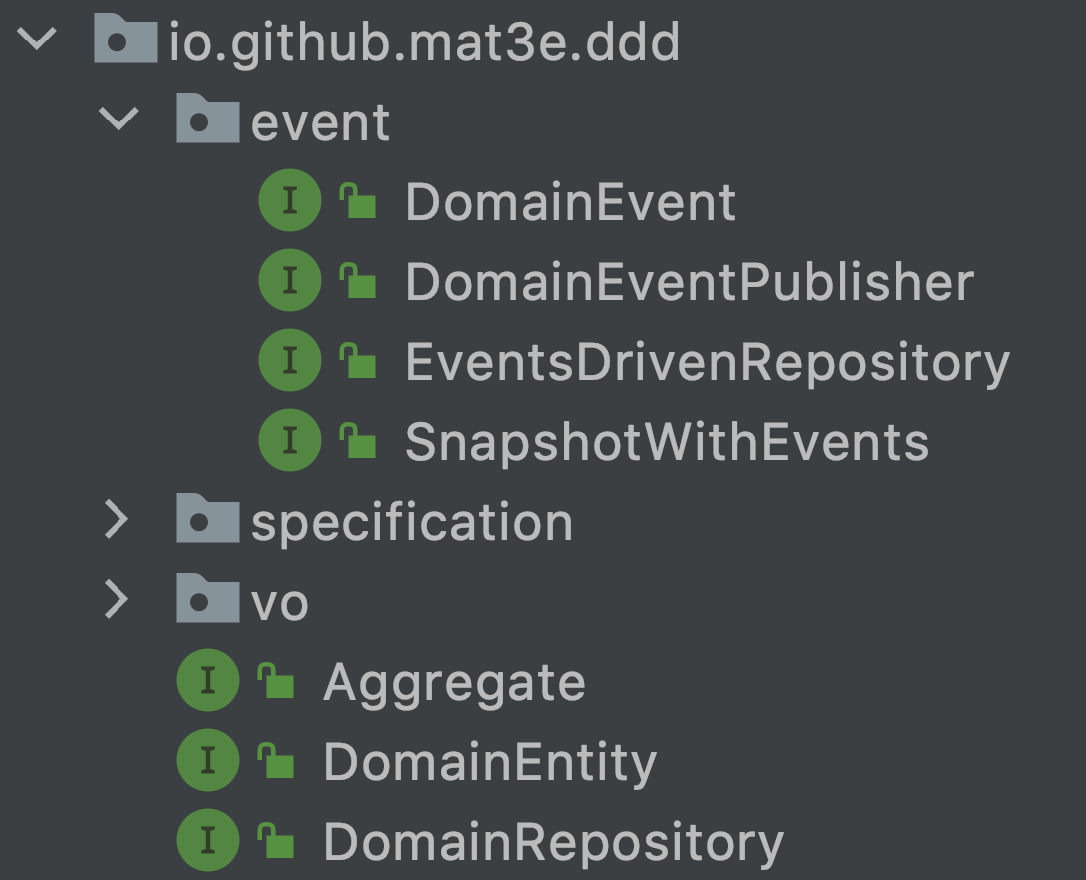 io.github.mat3e.ddd
event
I DomainEvent
I DomainEventPublisher
I EventsDrivenRepository
I SnapshotWithEvents
specification
vo
I Aggregate
I DomainEntity
I DomainRepository